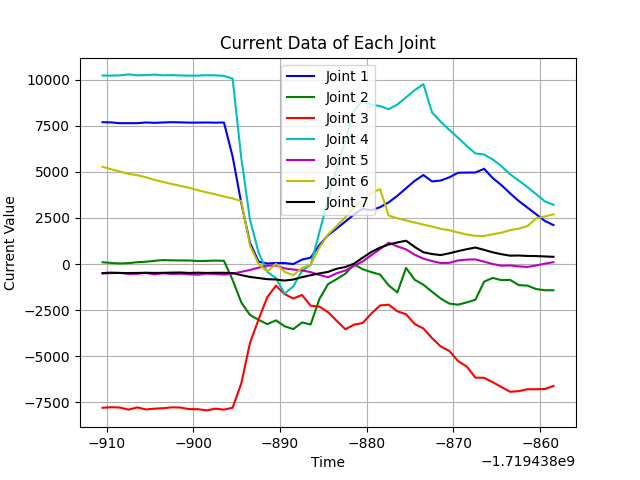 Current Data of Each Joint
Current Value
10000
7500
5000
2500
0
−2500
−5000
−7500
Joint 1
Joint 2
Joint 3
Joint 4
Joint 5
Joint 6
Joint 7
−910
−900
−890
−880
−870
−860
Time
−1.719438e9